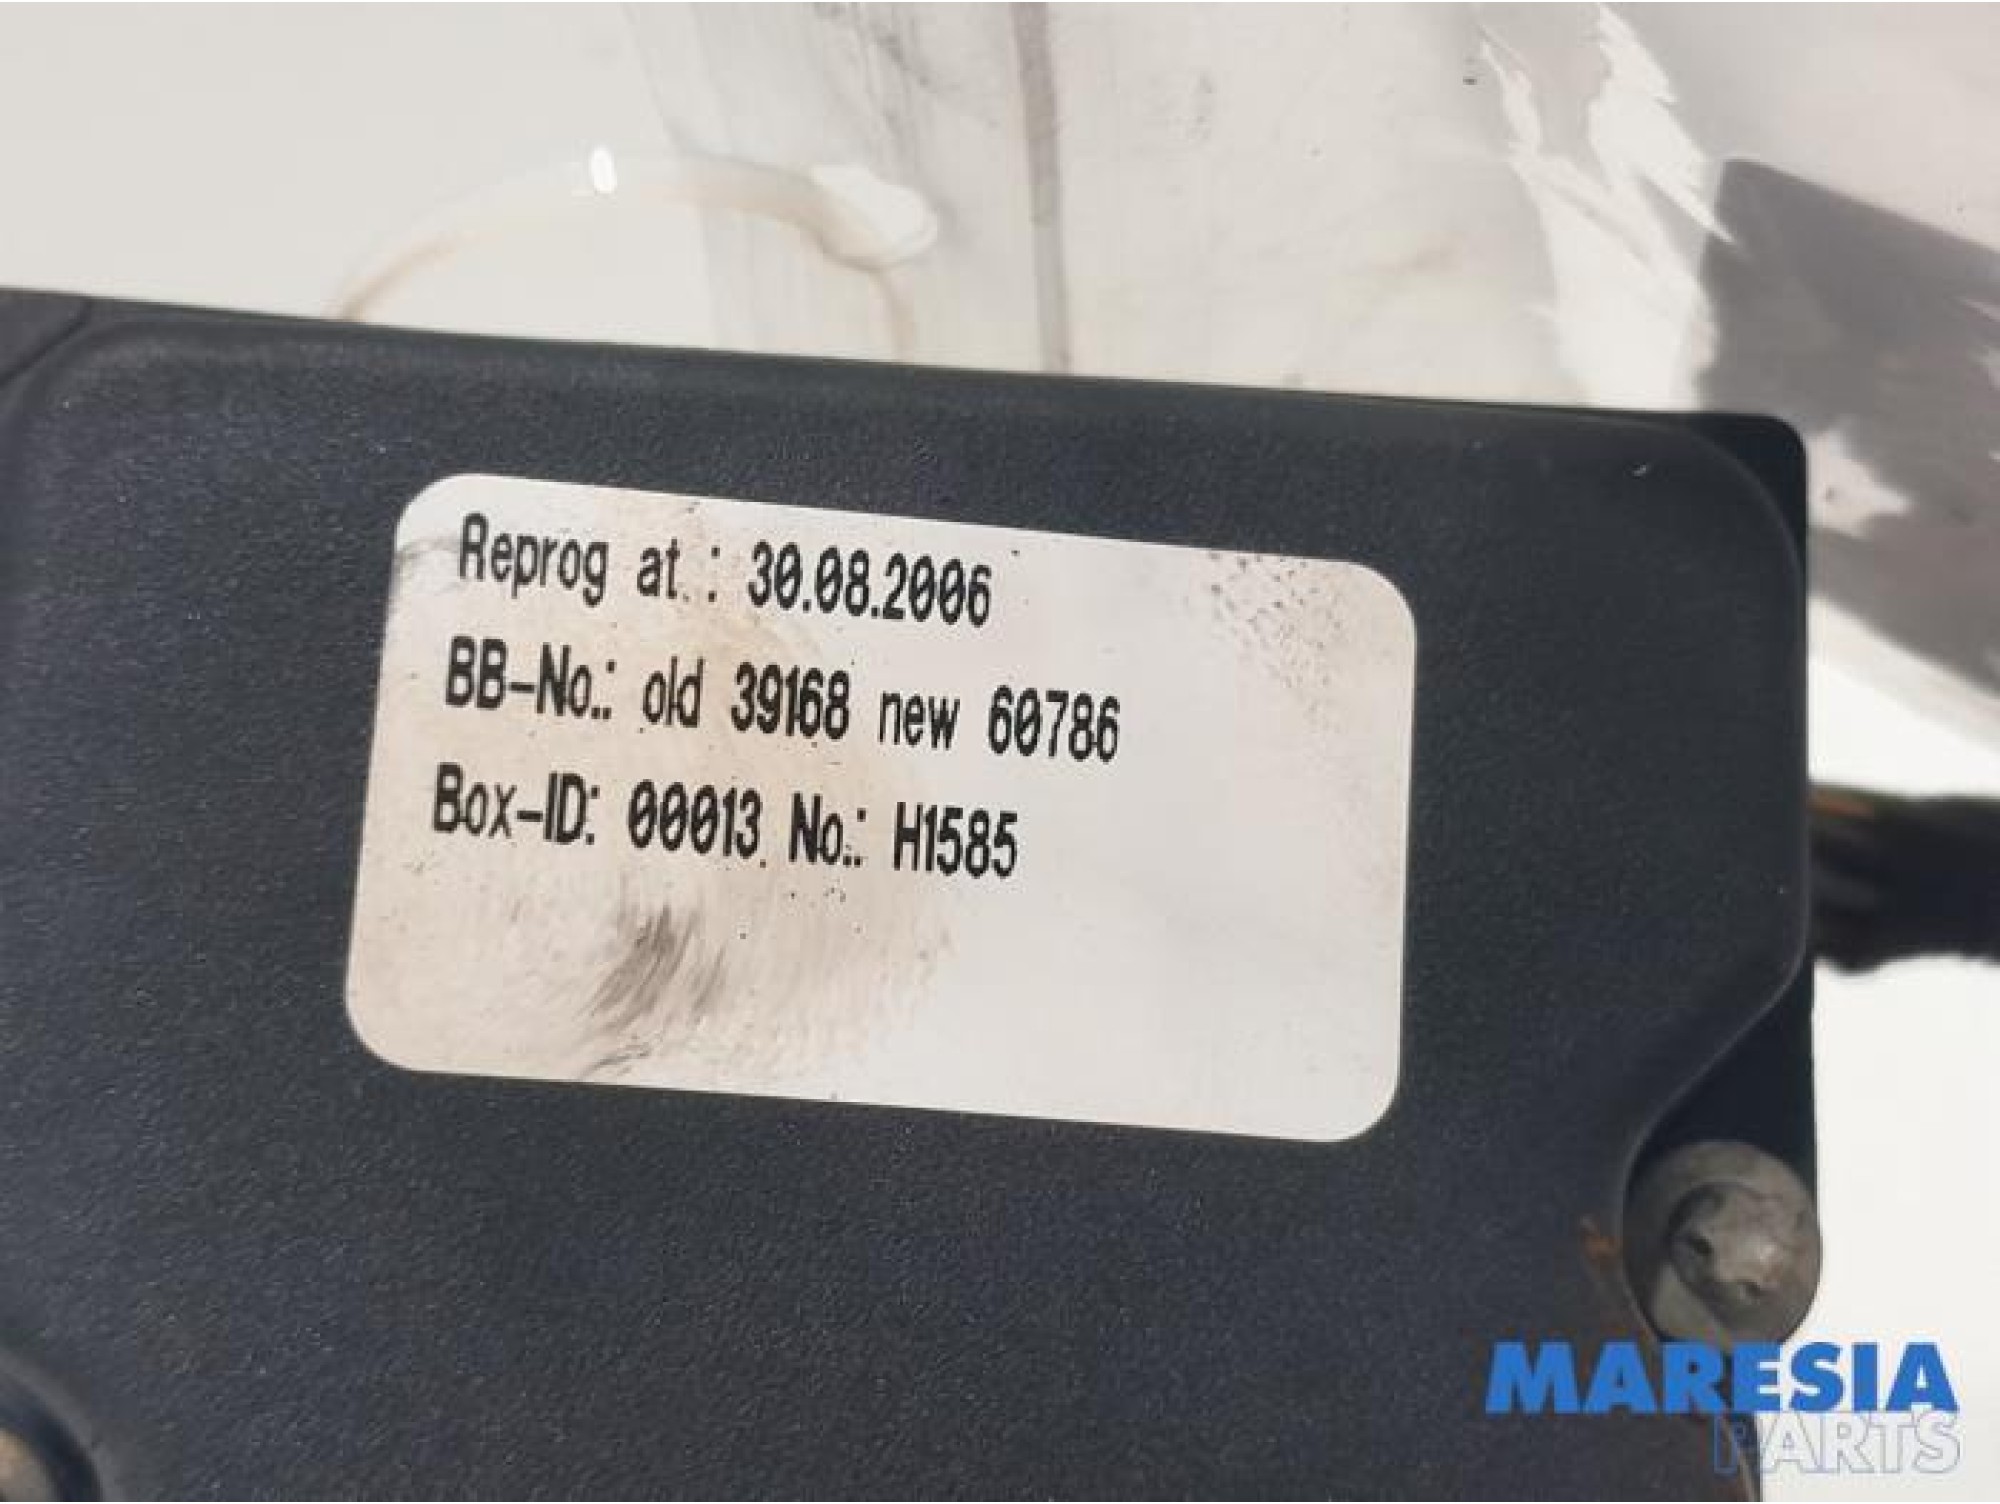 Reprog at.: 30.08.2006
BB-No.: old 39168 new 60786
Box-ID: 00013 No.: H1585
MARESIA
PARTS